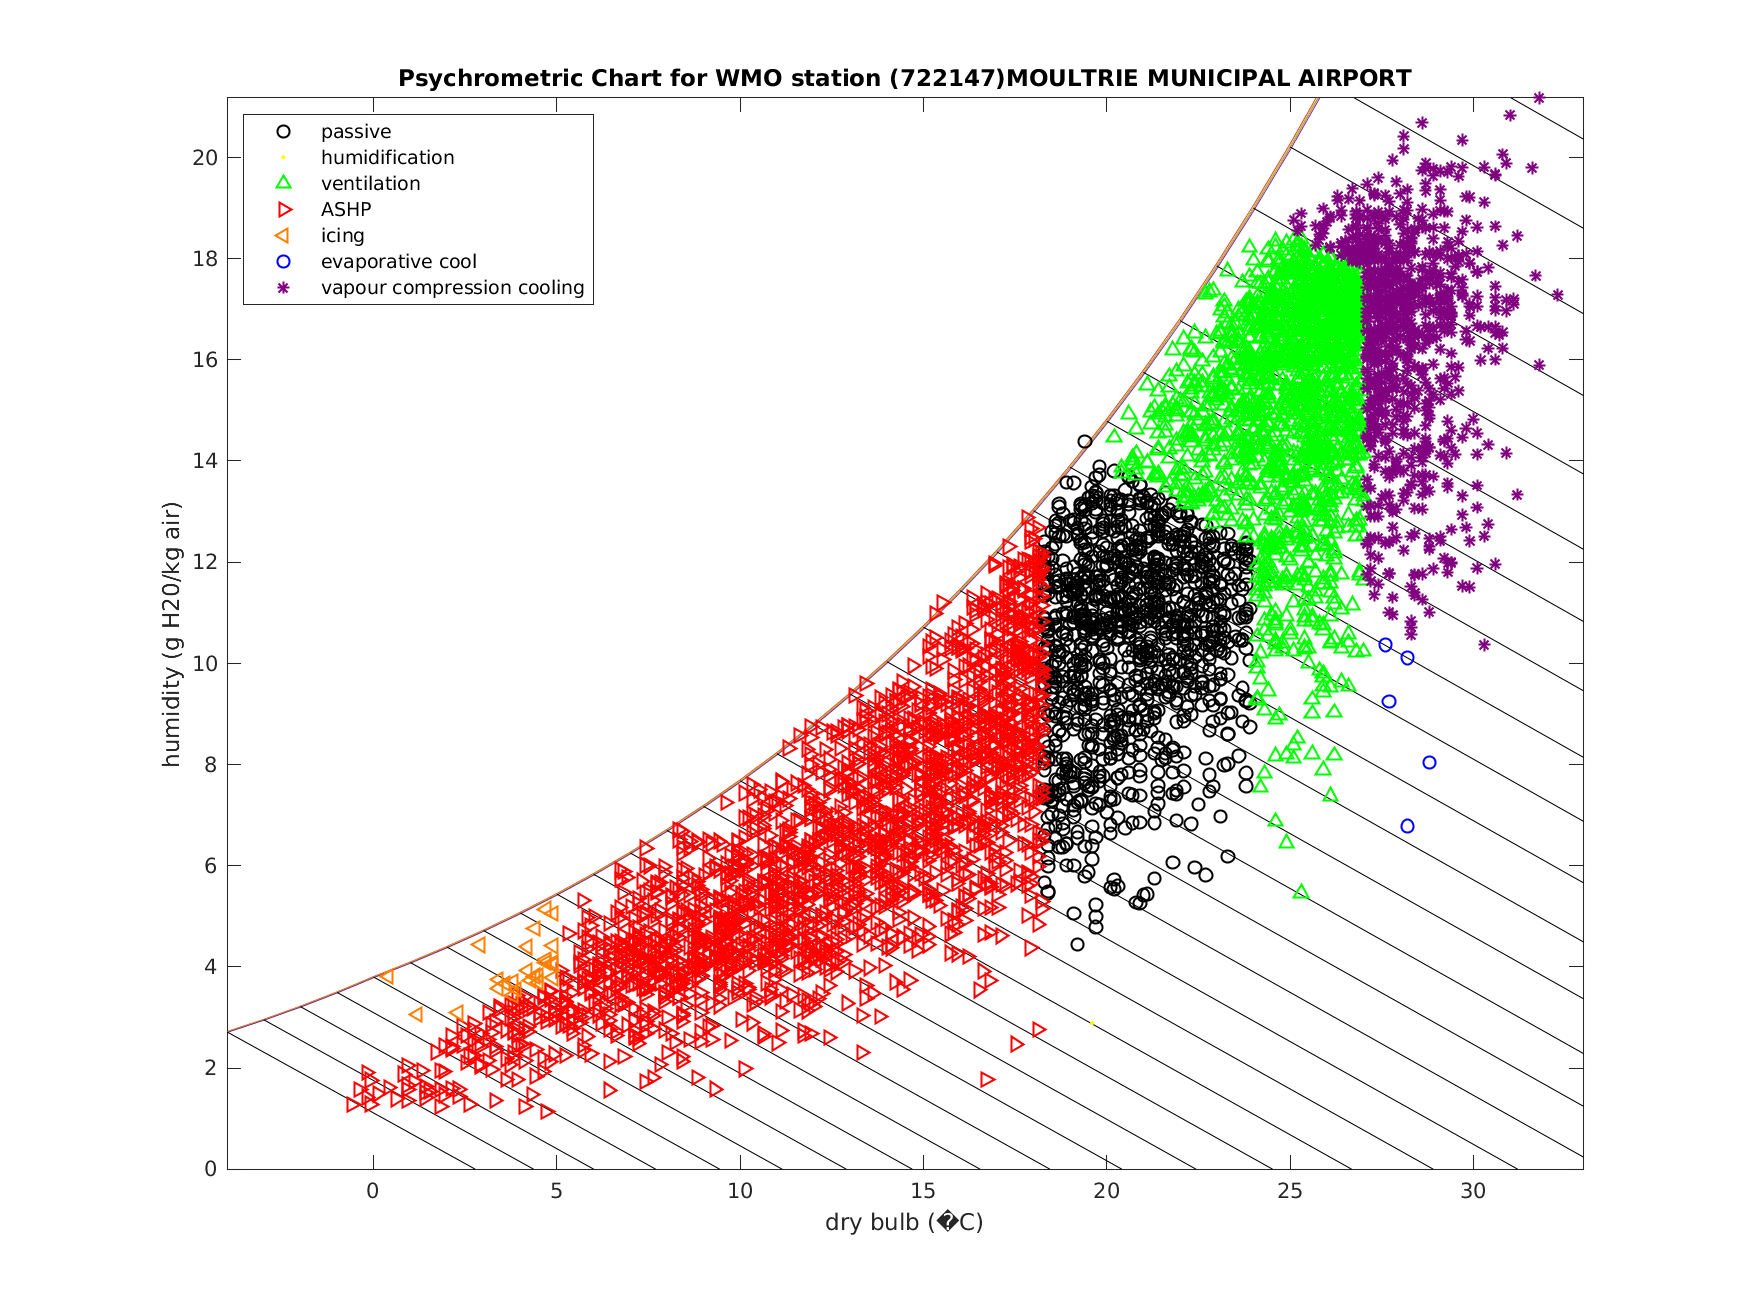 Psychrometric Chart for WMO station (722147)MOULTRIE MUNICIPAL AIRPORT
passive
humidification
ventilation
ASHP
icing
evaporative cool
vapour compression cooling
humidity (g H20/kg air)
20
18
16
14
12
10
8
6
4
2
0
0 5 10 15 20 25 30
dry bulb (�C)